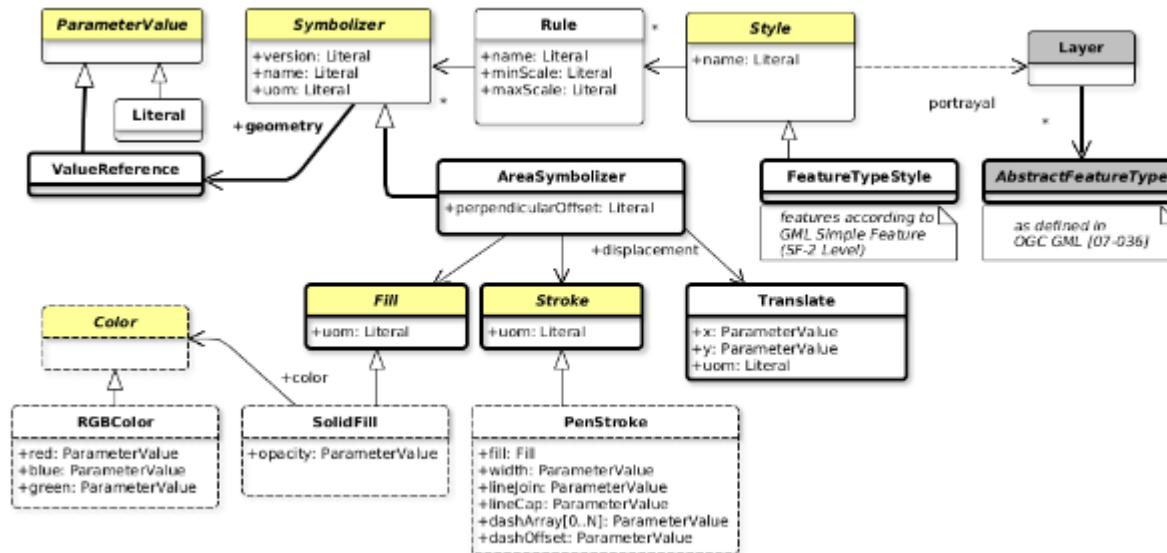 ParameterValue
Literal
ValueReference
Symbolizer
+version: Literal
+name: Literal
+uom: Literal
*
+geometry
Rule
+name: Literal
+minScale: Literal
+maxScale: Literal
*
Style
+name: Literal
Layer
portrayal
*
AreaSymbolizer
+perpendicularOffset: Literal
FeatureTypeStyle
features according to
GML Simple Feature
(SF-2 Level)
AbstractFeatureType
as defined in
OGC GML [07-036]
+displacement
Fill
+uom: Literal
Stroke
+uom: Literal
Translate
+x: ParameterValue
+y: ParameterValue
+uom: Literal
Color
+color
RGBColor
+red: ParameterValue
+blue: ParameterValue
+green: ParameterValue
SolidFill
+opacity: ParameterValue
PenStroke
+fill: Fill
+width: ParameterValue
+lineJoin: ParameterValue
+lineCap: ParameterValue
+dashArray[0..N]: ParameterValue
+dashOffset: ParameterValue